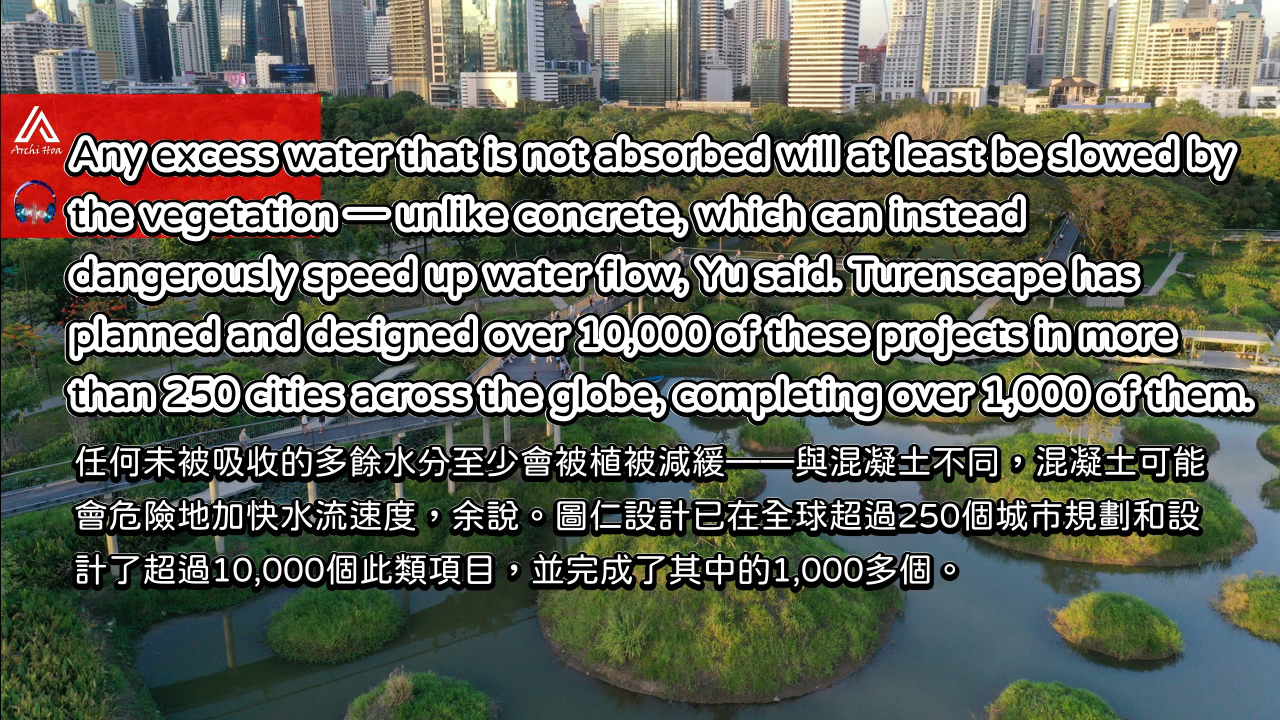 Archi Hoa
Any excess water that is not absorbed will at least be slowed by
the vegetation — unlike concrete, which can instead
dangerously speed up water flow, Yu said. Turenscape has
planned and designed over 10,000 of these projects in more
than 250 cities across the globe, completing over 1,000 of them.
任何未被吸收的多餘水分至少會被植被減緩——與混凝土不同，混凝土可能
會危險地加快水流速度，余說。圖仁設計已在全球超過250個城市規劃和設
計了超過10,000個此類項目，並完成了其中的1,000多個。